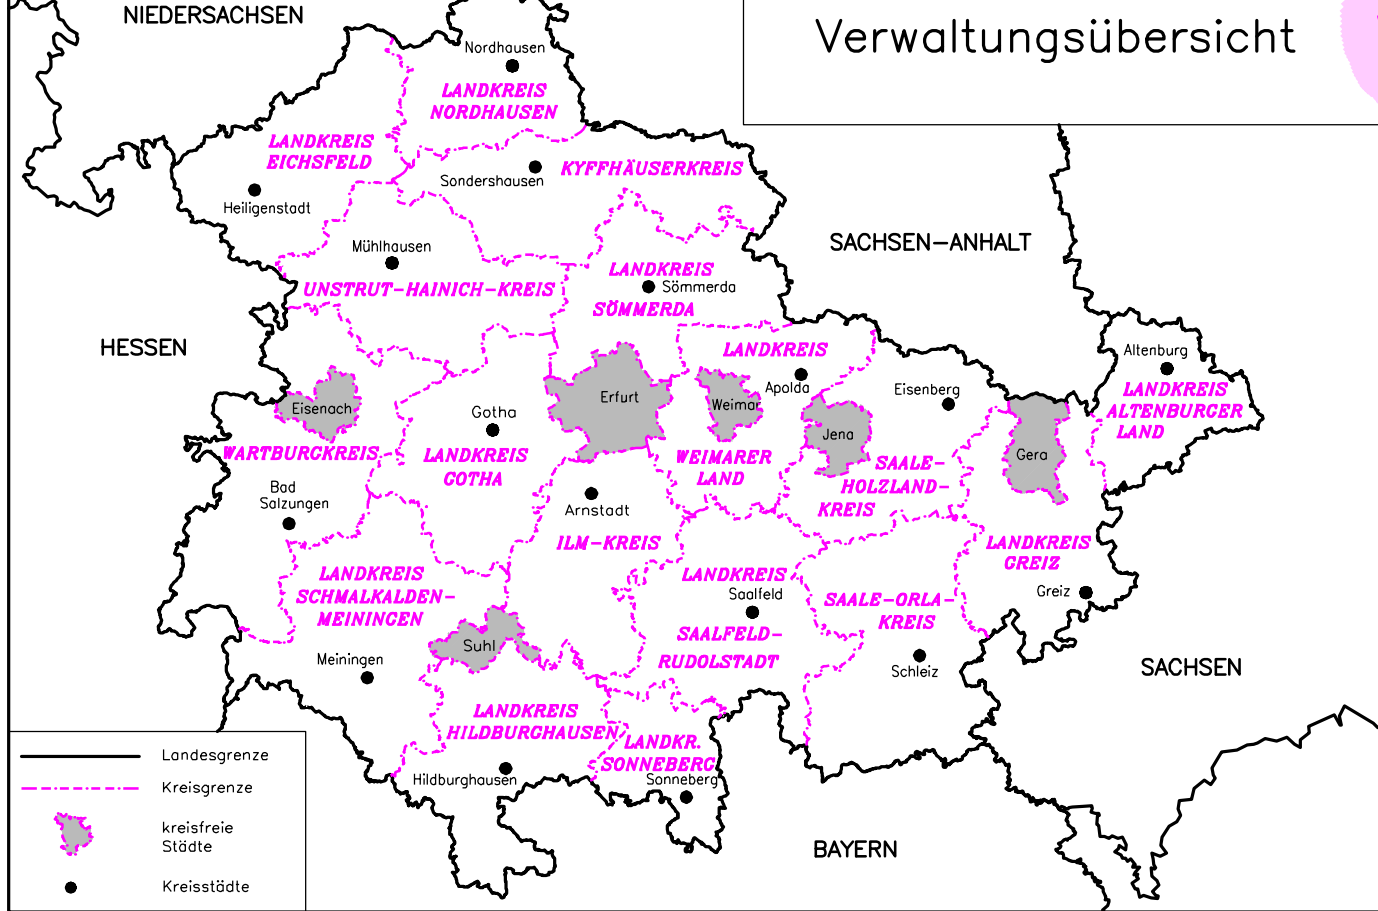 NIEDERSACHSEN
Verwaltungsübersicht
Nordhausen
LANDKREIS
NORDHAUSEN
LANDKREIS
EICHSFELD
Heiligenstadt
Sondershausen
KYFFHÄUSERKREIS
Mühlhausen
UNSTRUT-HAINICH-KREIS
LANDKREIS
Sömmerda
SÖMMERDA
SACHSEN-ANHALT
HESSEN
Eisenach
WARTBURGKREIS
Bad
Salzungen
Gotha
LANDKREIS
GOTHA
Erfurt
LANDKREIS
Apolda
Weimar
WEIMARER
LAND
Jena
Eisenberg
SAALE-
HOLZLAND-
KREIS
Gera
Altenburg
LANDKREIS
ALTENBURGER
LAND
Arnstadt
ILM-KREIS
LANDKREIS
SCHMALKALDEN-
MEININGEN
Meiningen
Suhl
LANDKREIS
Saalfeld
SAALFELD-
RUDOLSTADT
SAALE-ORLA-
KREIS
Schleiz
LANDKREIS
GREIZ
Greiz
SACHSEN
LANDKREIS
HILDBURGHAUSEN
Hildburghausen
LANDKR.
SONNEBERG
Sonneberg
BAYERN
Landesgrenze
Kreisgrenze
kreisfreie
Städte
Kreisstädte